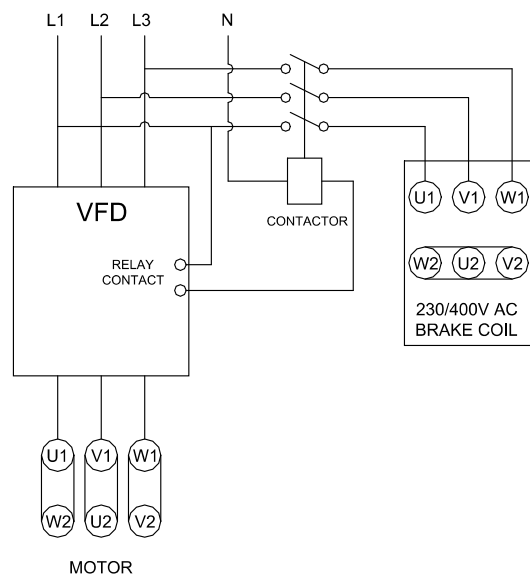 L1 L2 L3 N
VFD
RELAY
CONTACT
CONTACTOR
U1 V1 W1
W2 U2 V2
230/400V AC
BRAKE COIL
U1 V1 W1
W2 U2 V2
MOTOR